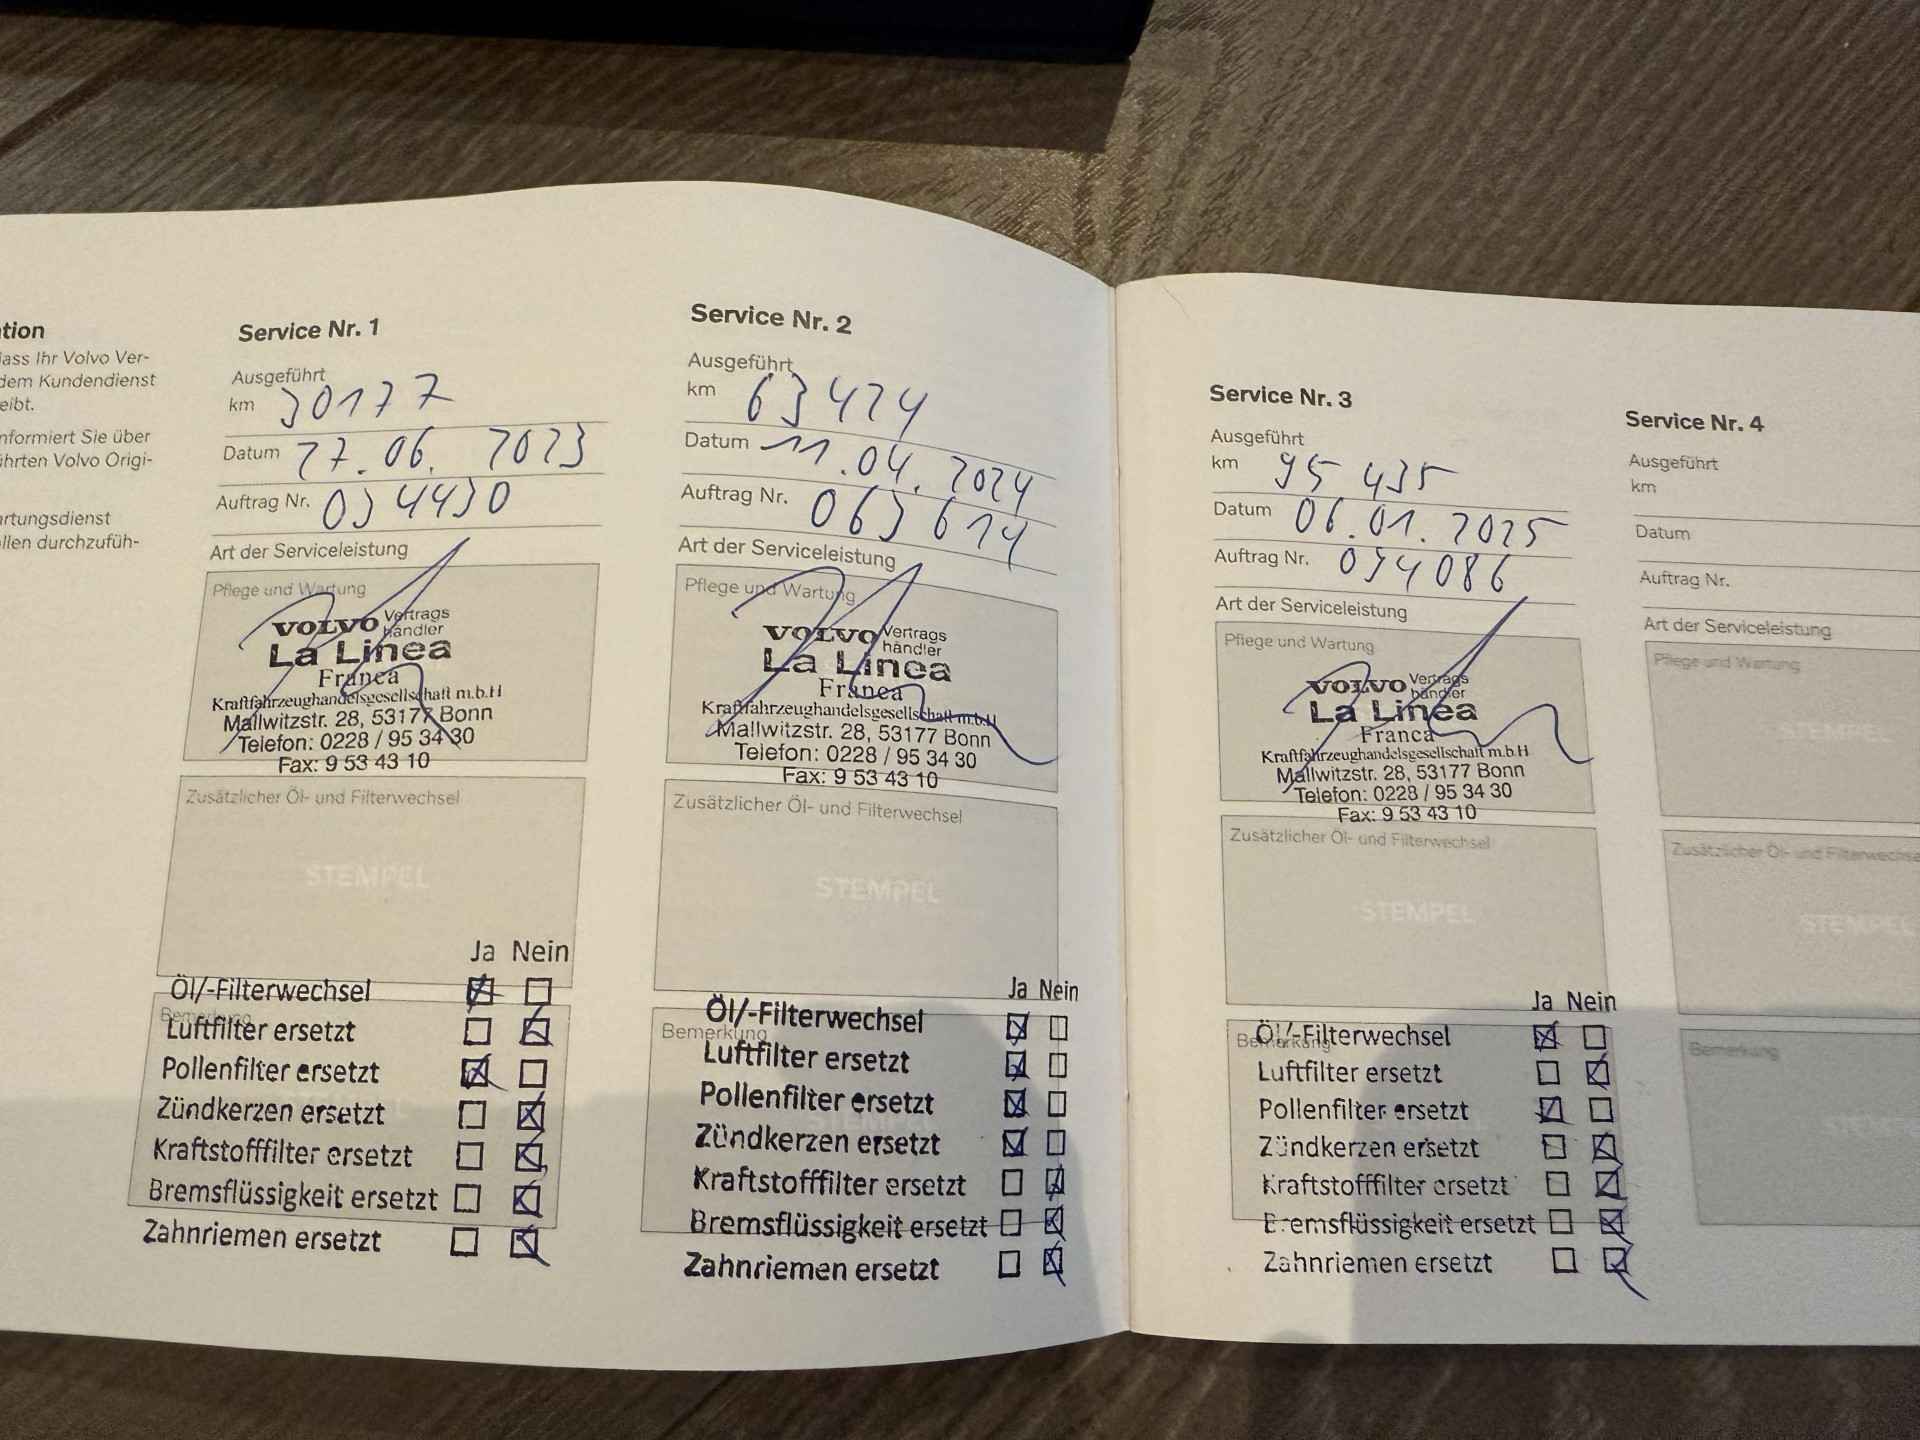 ation
dass Ihr Volvo Ver-
dem Kundendienst
eibt.
nformiert Sie über
ührten Volvo Origi-
artungsdienst
llen durchzufüh-
Service Nr. 1
Ausgeführt
km 30177
Datum 27.06.2023
Auftrag Nr. 034430
Art der Serviceleistung
Pflege und Wartung
VOLVO Vertrags
händler
La Linea
Franca
Kraftfahrzeughandelsgesellschaft m.b.H
Mallwitzstr. 28, 53177 Bonn
Telefon: 0228 / 95 34 30
Fax: 9 53 43 10
Zusätzlicher Öl- und Filterwechsel
STEMPEL
Ja Nein
Öl/-Filterwechsel
Bemerkung
Luftfilter ersetzt
Pollenfilter ersetzt
Zündkerzen ersetzt
Kraftstofffilter ersetzt
Bremsflüssigkeit ersetzt
Zahnriemen ersetzt
Service Nr. 2
Ausgeführt
km 63424
Datum 11.04.2024
Auftrag Nr. 063614
Art der Serviceleistung
Pflege und Wartung
VOLVO Vertrags
händler
La Linea
Franca
Kraftfahrzeughandelsgesellschaft m.b.H
Mallwitzstr. 28, 53177 Bonn
Telefon: 0228 / 95 34 30
Fax: 9 53 43 10
Zusätzlicher Öl- und Filterwechsel
STEMPEL
Ja Nein
Öl/-Filterwechsel
Bemerkung
Luftfilter ersetzt
Pollenfilter ersetzt
STEMPEL
Zündkerzen ersetzt
Kraftstofffilter ersetzt
Bremsflüssigkeit ersetzt
Zahnriemen ersetzt
Service Nr. 3
Ausgeführt
km 95 435
Datum 06.01.2025
Auftrag Nr. 094086
Art der Serviceleistung
Pflege und Wartung
VOLVO Vertrags
händler
La Linea
Franca
Kraftfahrzeughandelsgesellschaft m.b.H
Mallwitzstr. 28, 53177 Bonn
Telefon: 0228 / 95 34 30
Fax: 9 53 43 10
Zusätzlicher Öl- und Filterwechsel
STEMPEL
Ja Nein
Öl/-Filterwechsel
Bemerkung
Luftfilter ersetzt
Pollenfilter ersetzt
Zündkerzen ersetzt
Kraftstofffilter ersetzt
Bremsflüssigkeit ersetzt
Zahnriemen ersetzt
Service Nr. 4
Ausgeführt
km
Datum
Auftrag Nr.
Art der Serviceleistung
Pflege und Wartung
STEMPEL
Zusätzlicher Öl- und Filterwechse
STEMPEL
Bemerkung